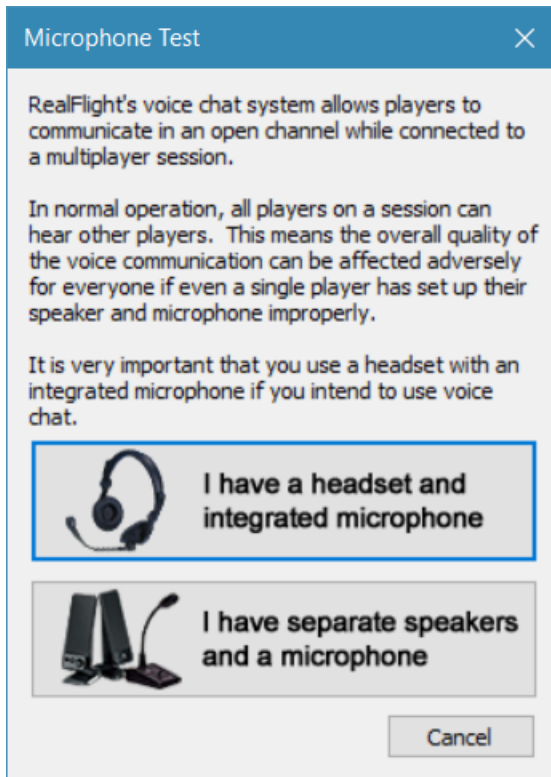 Microphone Test
RealFlight's voice chat system allows players to
communicate in an open channel while connected to
a multiplayer session.
In normal operation, all players on a session can
hear other players.  This means the overall quality of
the voice communication can be affected adversely
for everyone if even a single player has set up their
speaker and microphone improperly.
It is very important that you use a headset with an
integrated microphone if you intend to use voice
chat.
I have a headset and
integrated microphone
I have separate speakers
and a microphone
Cancel